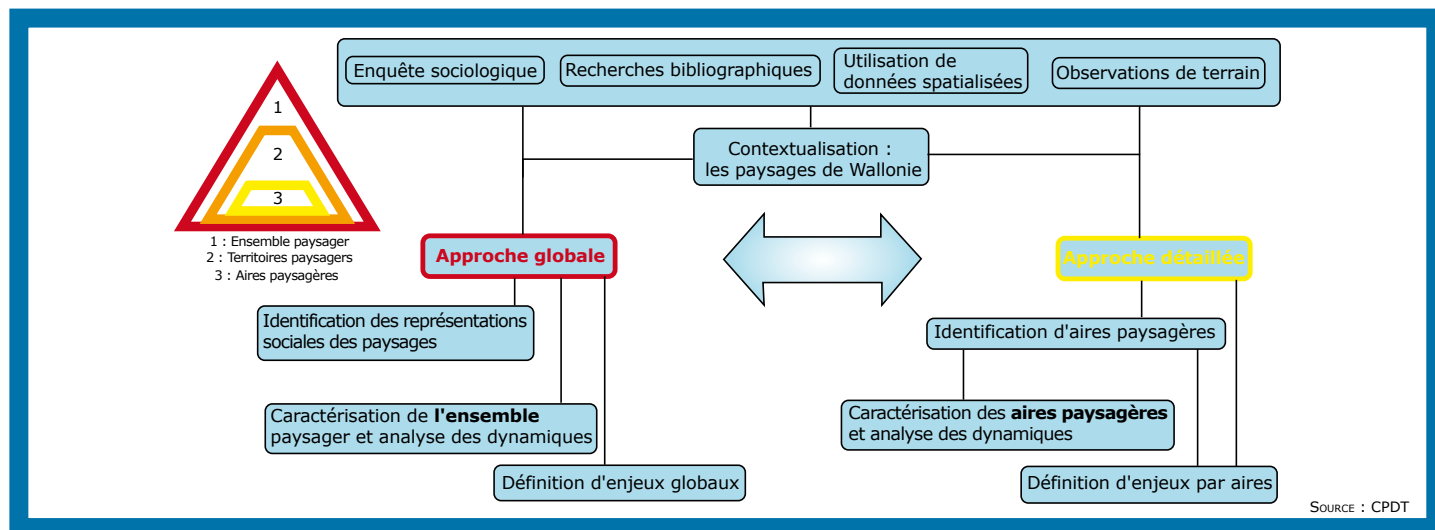 Enquête sociologique
Recherches bibliographiques
Utilisation de
données spatialisées
Observations de terrain
1
2
3
1 : Ensemble paysager
2 : Territoires paysagers
3 : Aires paysagères
Contextualisation :
les paysages de Wallonie
Approche globale
Approche détaillée
Identification des représentations
sociales des paysages
Caractérisation de l'ensemble
paysager et analyse des dynamiques
Définition d'enjeux globaux
Identification d'aires paysagères
Caractérisation des aires paysagères
et analyse des dynamiques
Définition d'enjeux par aires
Source : CPDT